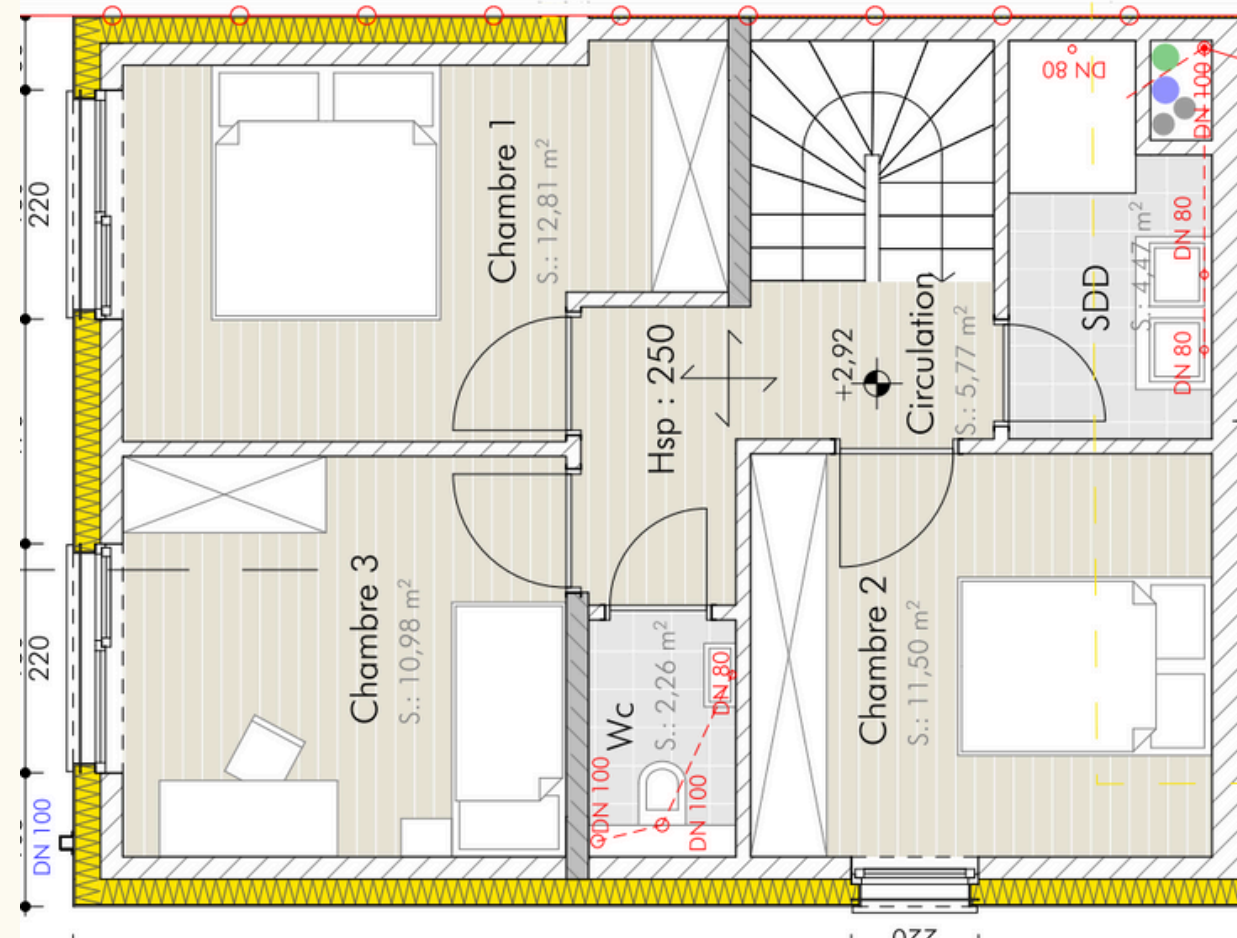 DN 80
DN 100
220
Chambre 1
S.: 12,81 m²
DN 80
SDD
S.: 4,47 m²
DN 80
Circulation
S.: 5,77 m²
+2,92
Hsp : 250
Chambre 3
S.: 10,98 m²
220
Wc
S.: 2,26 m²
DN 80
DN 100
DN 100
Chambre 2
S.: 11,50 m²
DN 100
220